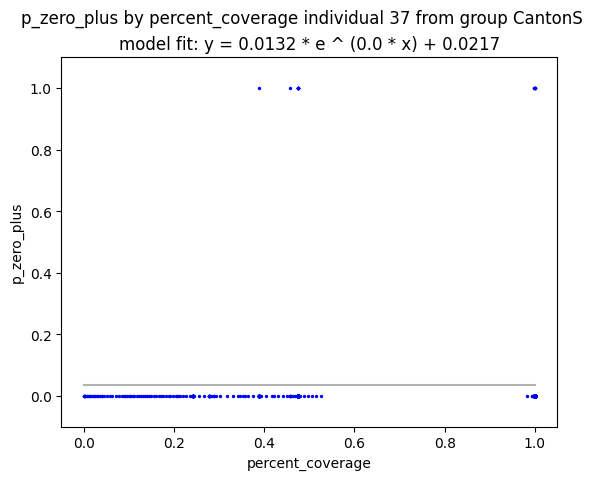 p_zero_plus by percent_coverage individual 37 from group CantonS
model fit: y = 0.0132 * e ^ (0.0 * x) + 0.0217
1.0
0.8
0.6
0.4
0.2
0.0
p_zero_plus
0.0 0.2 0.4 0.6 0.8 1.0
percent_coverage